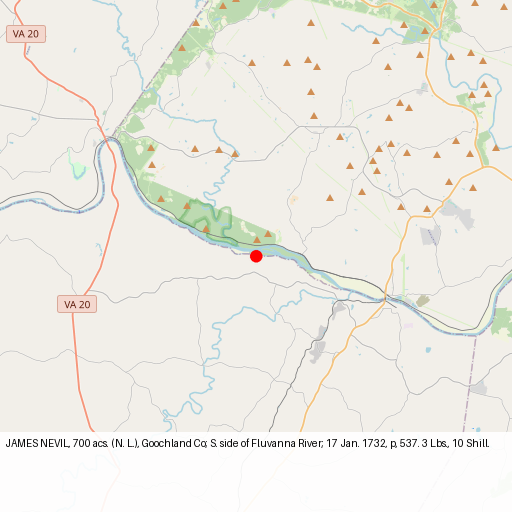 VA 20
VA 20
JAMES NEVIL, 700 acs. (N. L.), Goochland Co; S. side of Fluvanna River, 17 Jan. 1732, p, 537. 3 Lbs, 10 Shill.